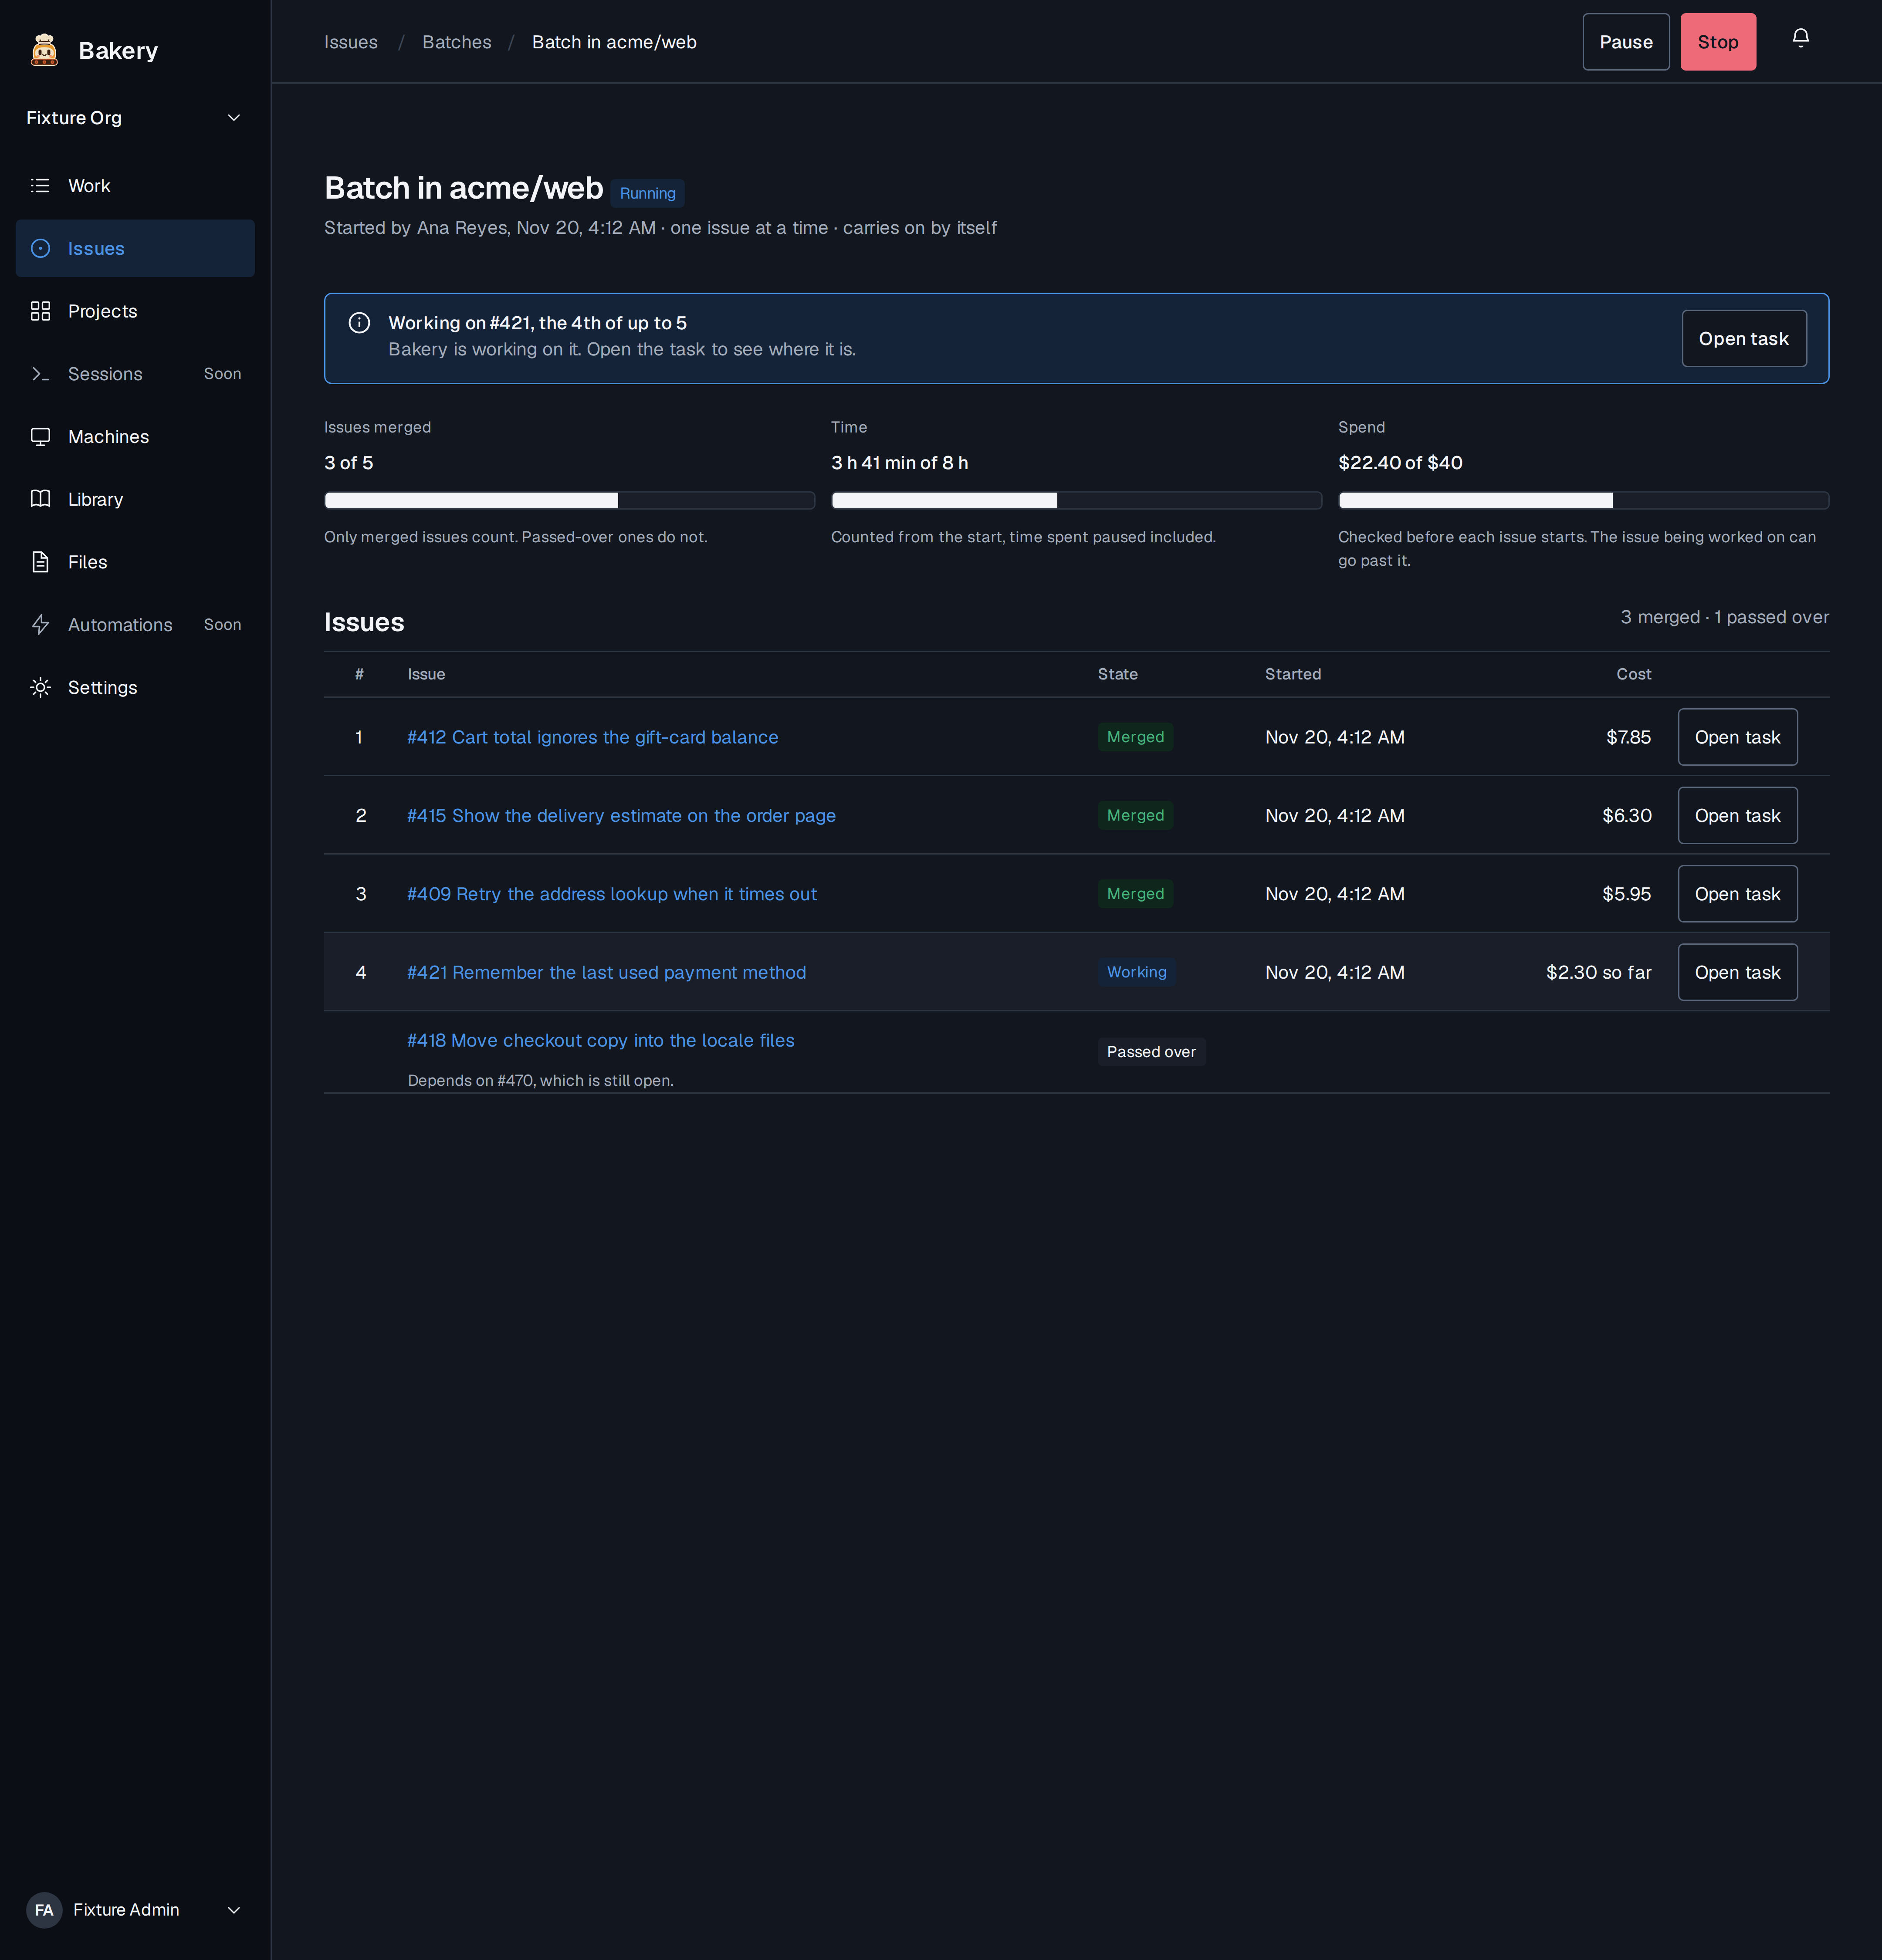 Bakery
Fixture Org
Work
Issues
Projects
Sessions Soon
Machines
Library
Files
Automations Soon
Settings
FA Fixture Admin
Issues / Batches / Batch in acme/web
Pause
Stop
Batch in acme/web Running
Started by Ana Reyes, Nov 20, 4:12 AM · one issue at a time · carries on by itself
Working on #421, the 4th of up to 5
Bakery is working on it. Open the task to see where it is.
Open task
Issues merged
3 of 5
Only merged issues count. Passed-over ones do not.
Time
3 h 41 min of 8 h
Counted from the start, time spent paused included.
Spend
$22.40 of $40
Checked before each issue starts. The issue being worked on can
go past it.
Issues
3 merged · 1 passed over
# Issue State Started Cost
1 #412 Cart total ignores the gift-card balance Merged Nov 20, 4:12 AM $7.85 Open task
2 #415 Show the delivery estimate on the order page Merged Nov 20, 4:12 AM $6.30 Open task
3 #409 Retry the address lookup when it times out Merged Nov 20, 4:12 AM $5.95 Open task
4 #421 Remember the last used payment method Working Nov 20, 4:12 AM $2.30 so far Open task
#418 Move checkout copy into the locale files Passed over
Depends on #470, which is still open.